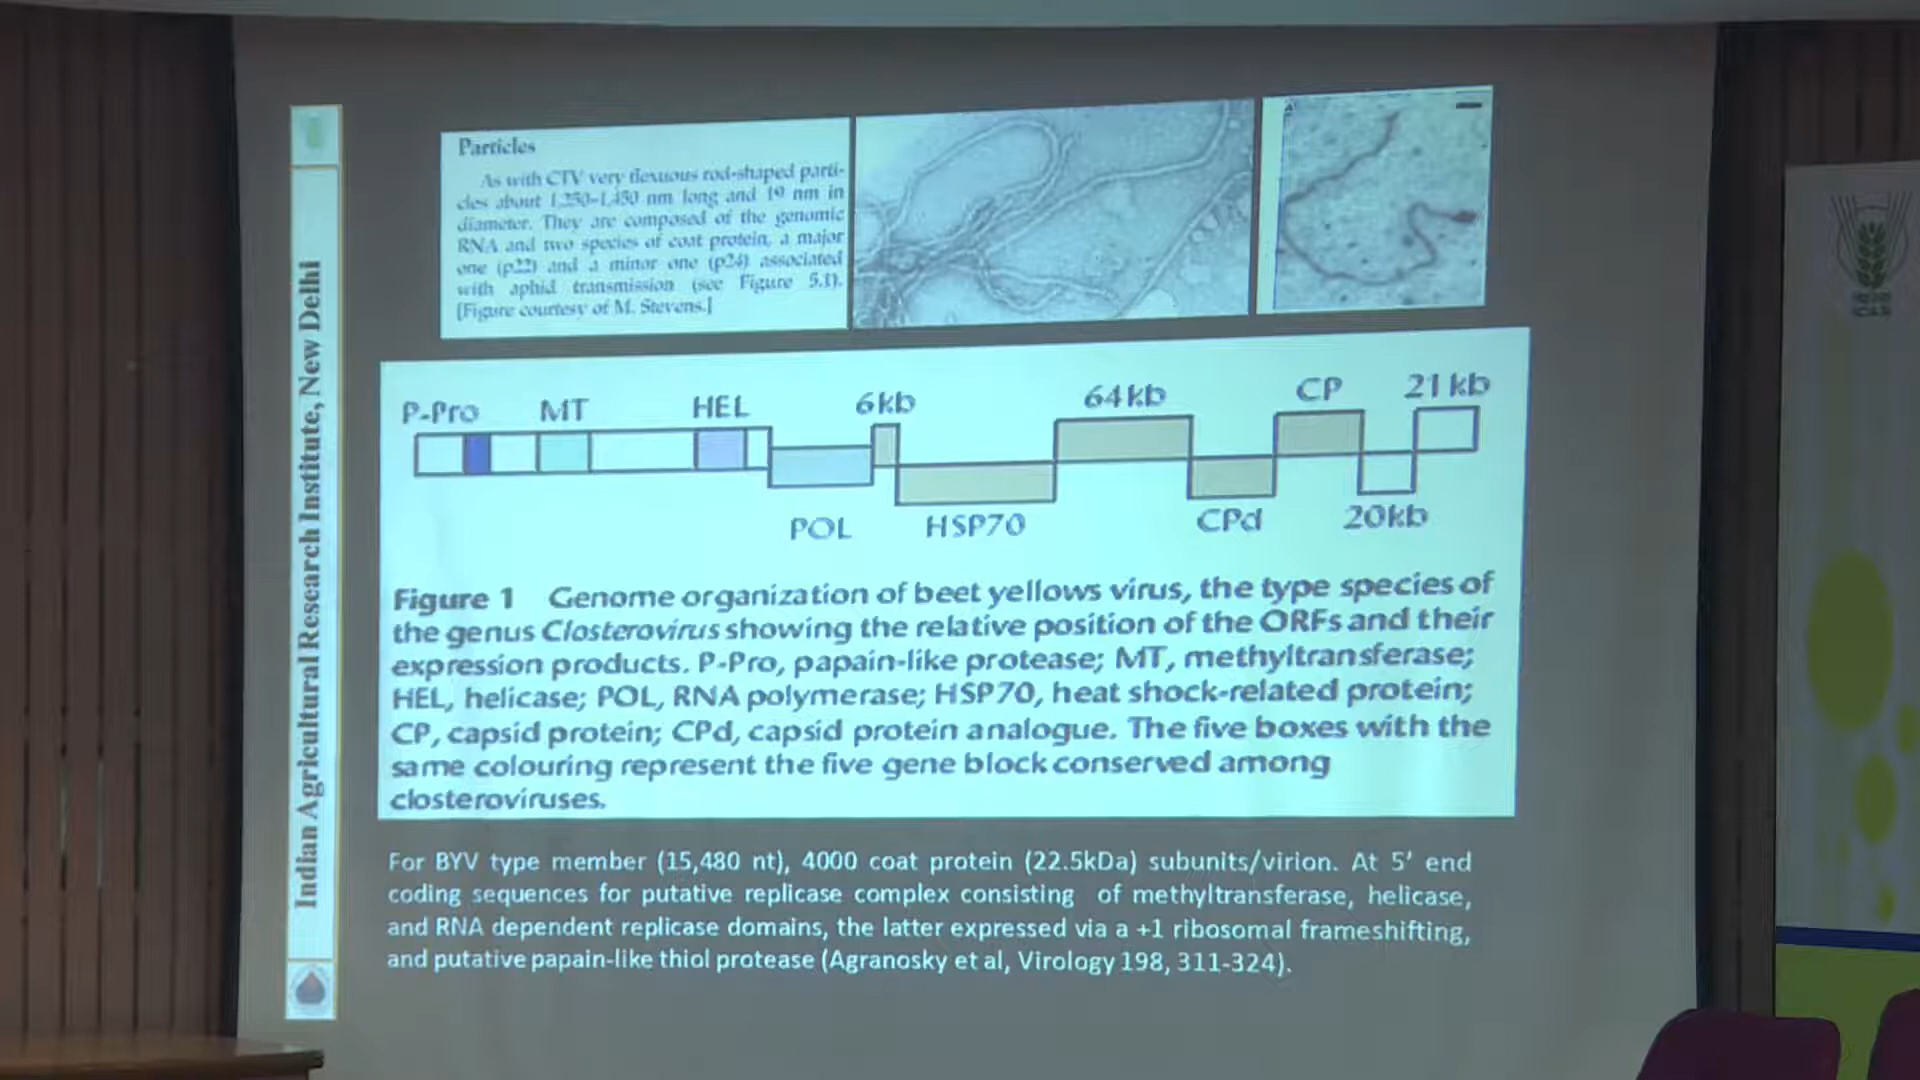 Indian Agricultural Research Institute, New Delhi
Particles
As with CTV very flexuous rod-shaped parti-
cles about 1,250–1,450 nm long and 19 nm in
diameter. They are composed of the genomic
RNA and two species of coat protein, a major
one (p22) and a minor one (p24) associated
with aphid transmission (see Figure 5.1).
[Figure courtesy of M. Stevens.]
A
P-Pro MT HEL 6kb 64kb CP 21kb
POL HSP70 CPd 20kb
Figure 1 Genome organization of beet yellows virus, the type species of
the genus Closterovirus showing the relative position of the ORFs and their
expression products. P-Pro, papain-like protease; MT, methyltransferase;
HEL, helicase; POL, RNA polymerase; HSP70, heat shock-related protein;
CP, capsid protein; CPd, capsid protein analogue. The five boxes with the
same colouring represent the five gene block conserved among
closteroviruses.
For BYV type member (15,480 nt), 4000 coat protein (22.5kDa) subunits/virion. At 5′ end
coding sequences for putative replicase complex consisting of methyltransferase, helicase,
and RNA dependent replicase domains, the latter expressed via a +1 ribosomal frameshifting,
and putative papain-like thiol protease (Agranosky et al, Virology 198, 311-324).